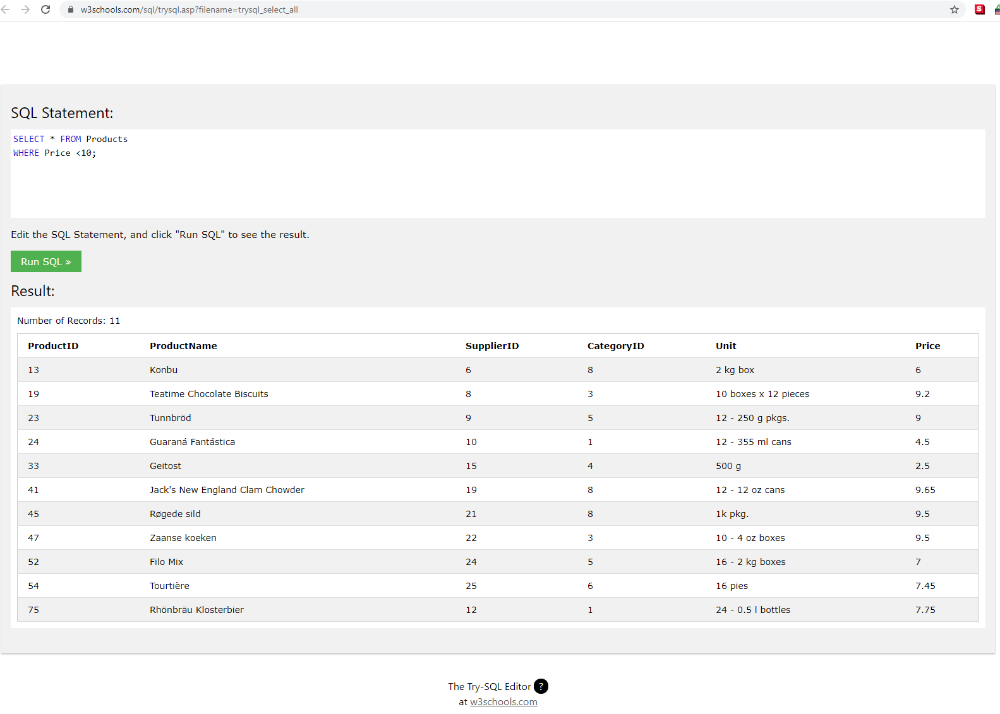 w3schools.com/sql/trysql.asp?filename=trysql_select_all
S
SQL Statement:
SELECT * FROM Products
WHERE Price <10;
Edit the SQL Statement, and click "Run SQL" to see the result.
Run SQL »
Result:
Number of Records: 11
ProductID ProductName SupplierID CategoryID Unit Price
13 Konbu 6 8 2 kg box 6
19 Teatime Chocolate Biscuits 8 3 10 boxes x 12 pieces 9.2
23 Tunnbröd 9 5 12 - 250 g pkgs. 9
24 Guaraná Fantástica 10 1 12 - 355 ml cans 4.5
33 Geitost 15 4 500 g 2.5
41 Jack's New England Clam Chowder 19 8 12 - 12 oz cans 9.65
45 Røgede sild 21 8 1k pkg. 9.5
47 Zaanse koeken 22 3 10 - 4 oz boxes 9.5
52 Filo Mix 24 5 16 - 2 kg boxes 7
54 Tourtière 25 6 16 pies 7.45
75 Rhönbräu Klosterbier 12 1 24 - 0.5 l bottles 7.75
The Try-SQL Editor ?
at w3schools.com